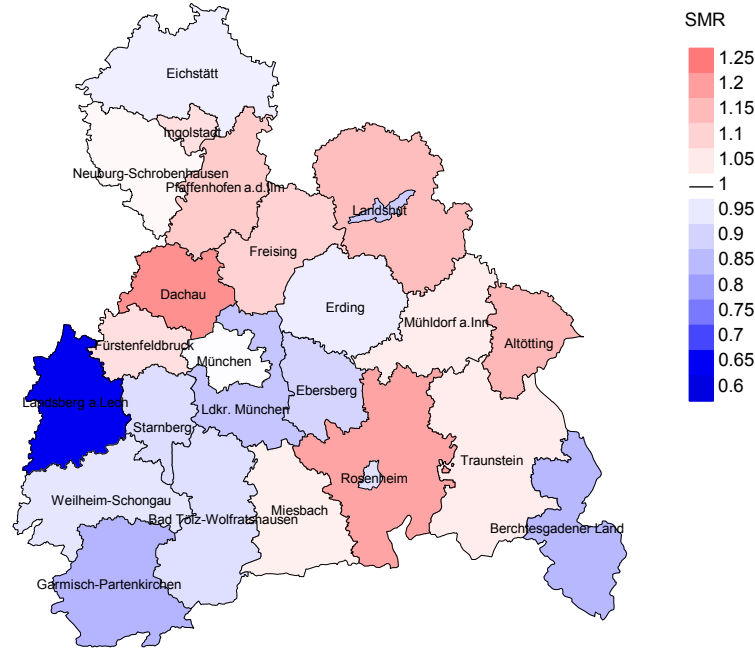 SMR
1.25
1.2
1.15
1.1
1.05
1
0.95
0.9
0.85
0.8
0.75
0.7
0.65
0.6
Eichstätt
Ingolstadt
Neuburg-Schrobenhausen
Pfaffenhofen a.d.Ilm
Landshut
Freising
Dachau
Erding
Mühldorf a.Inn
Altötting
Fürstenfeldbruck
München
Ebersberg
Landsberg a.Lech
Ldkr. München
Starnberg
Traunstein
Rosenheim
Weilheim-Schongau
Miesbach
Bad Tölz-Wolfratshausen
Berchtesgadener Land
Garmisch-Partenkirchen